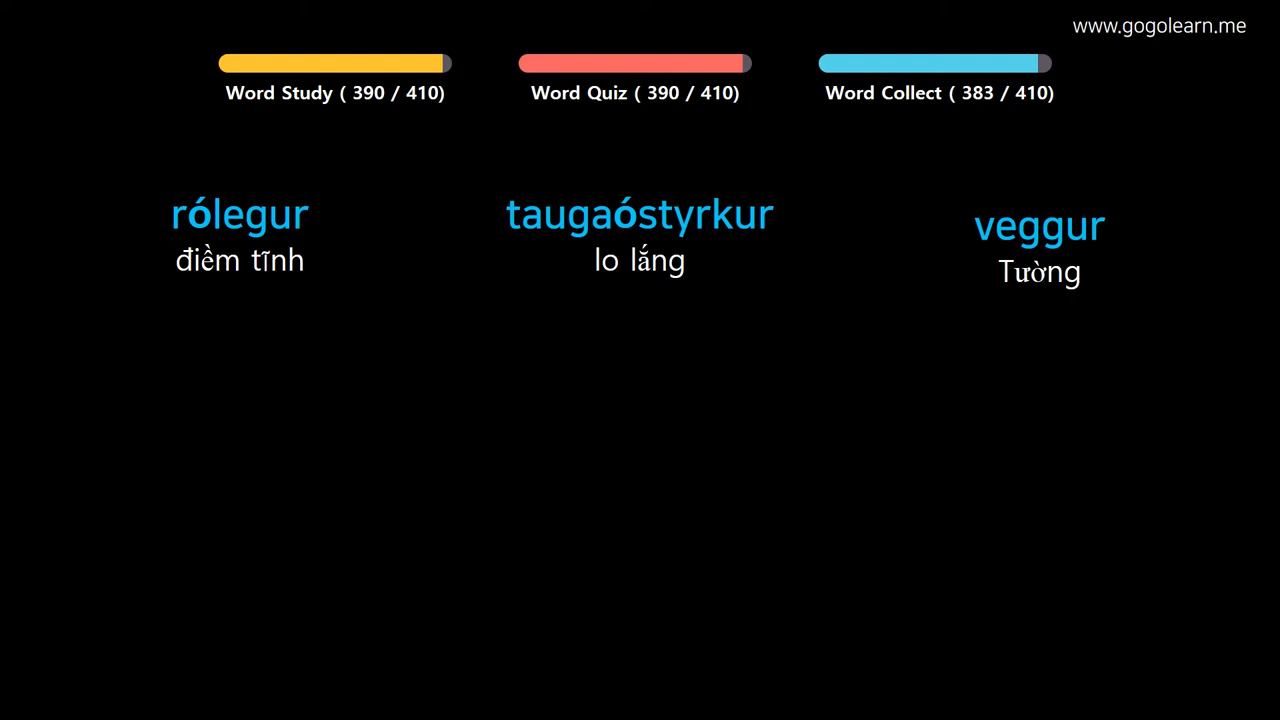 www.gogolearn.me
Word Study ( 390 / 410)
Word Quiz ( 390 / 410)
Word Collect ( 383 / 410)
rólegur
điềm tĩnh
taugaóstyrkur
lo lắng
veggur
Tường